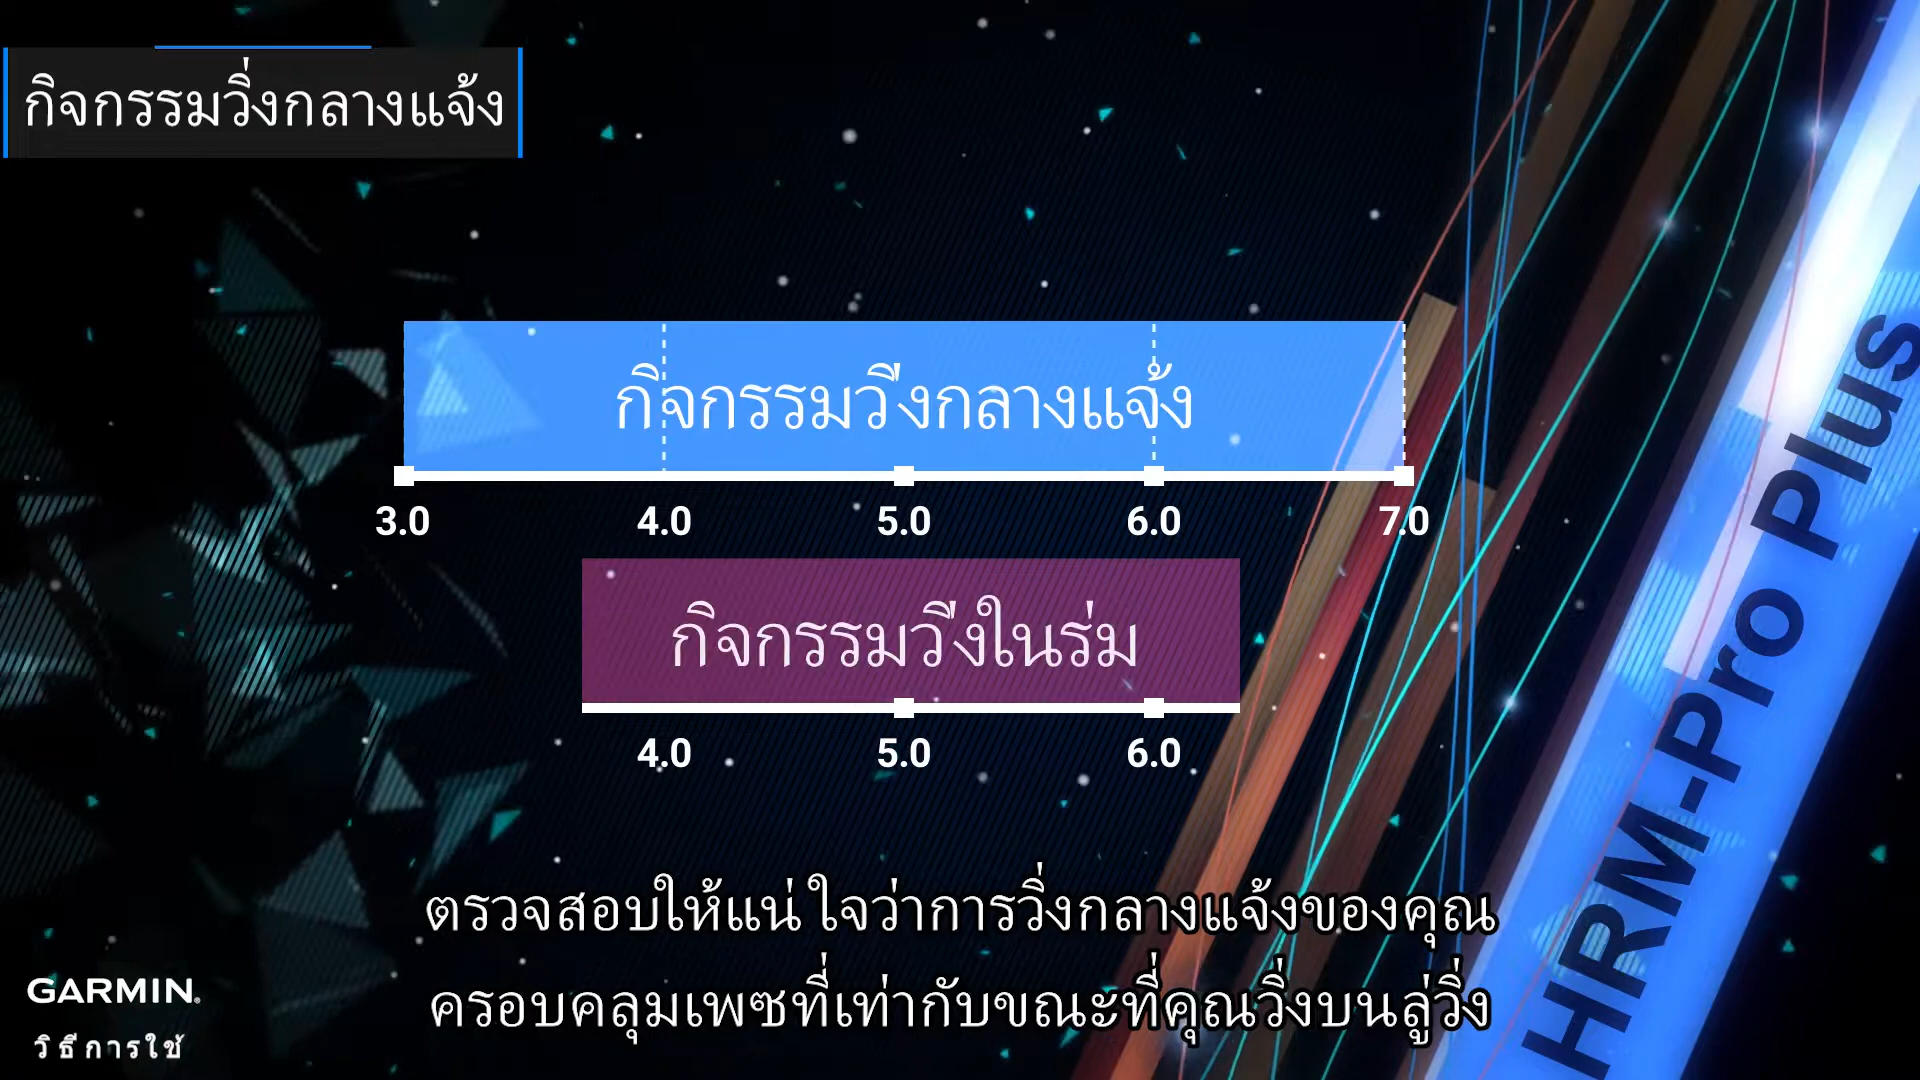 กิจกรรมวิ่งกลางแจ้ง
กิจกรรมวิ่งกลางแจ้ง
3.0 4.0 5.0 6.0 7.0
กิจกรรมวิ่งในร่ม
4.0 5.0 6.0
HRM-Pro Plus
ตรวจสอบให้แน่ใจว่าการวิ่งกลางแจ้งของคุณ
ครอบคลุมเพซที่เท่ากับขณะที่คุณวิ่งบนลู่วิ่ง
GARMIN®
วิธีการใช้